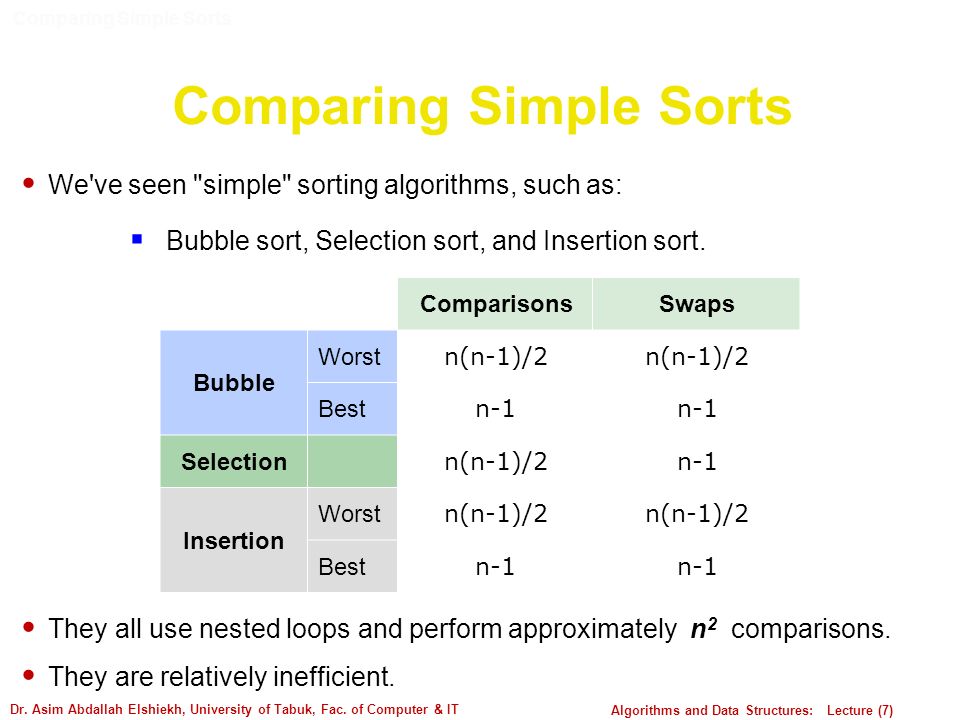 Comparing Simple Sorts
Comparing Simple Sorts
We've seen "simple" sorting algorithms, such as:
Bubble sort, Selection sort, and Insertion sort.
Comparisons Swaps
Bubble Worst n(n-1)/2 n(n-1)/2
Best n-1 n-1
Selection n(n-1)/2 n-1
Insertion Worst n(n-1)/2 n(n-1)/2
Best n-1 n-1
They all use nested loops and perform approximately n² comparisons.
They are relatively inefficient.
Dr. Asim Abdallah Elshiekh, University of Tabuk, Fac. of Computer & IT Algorithms and Data Structures: Lecture (7)